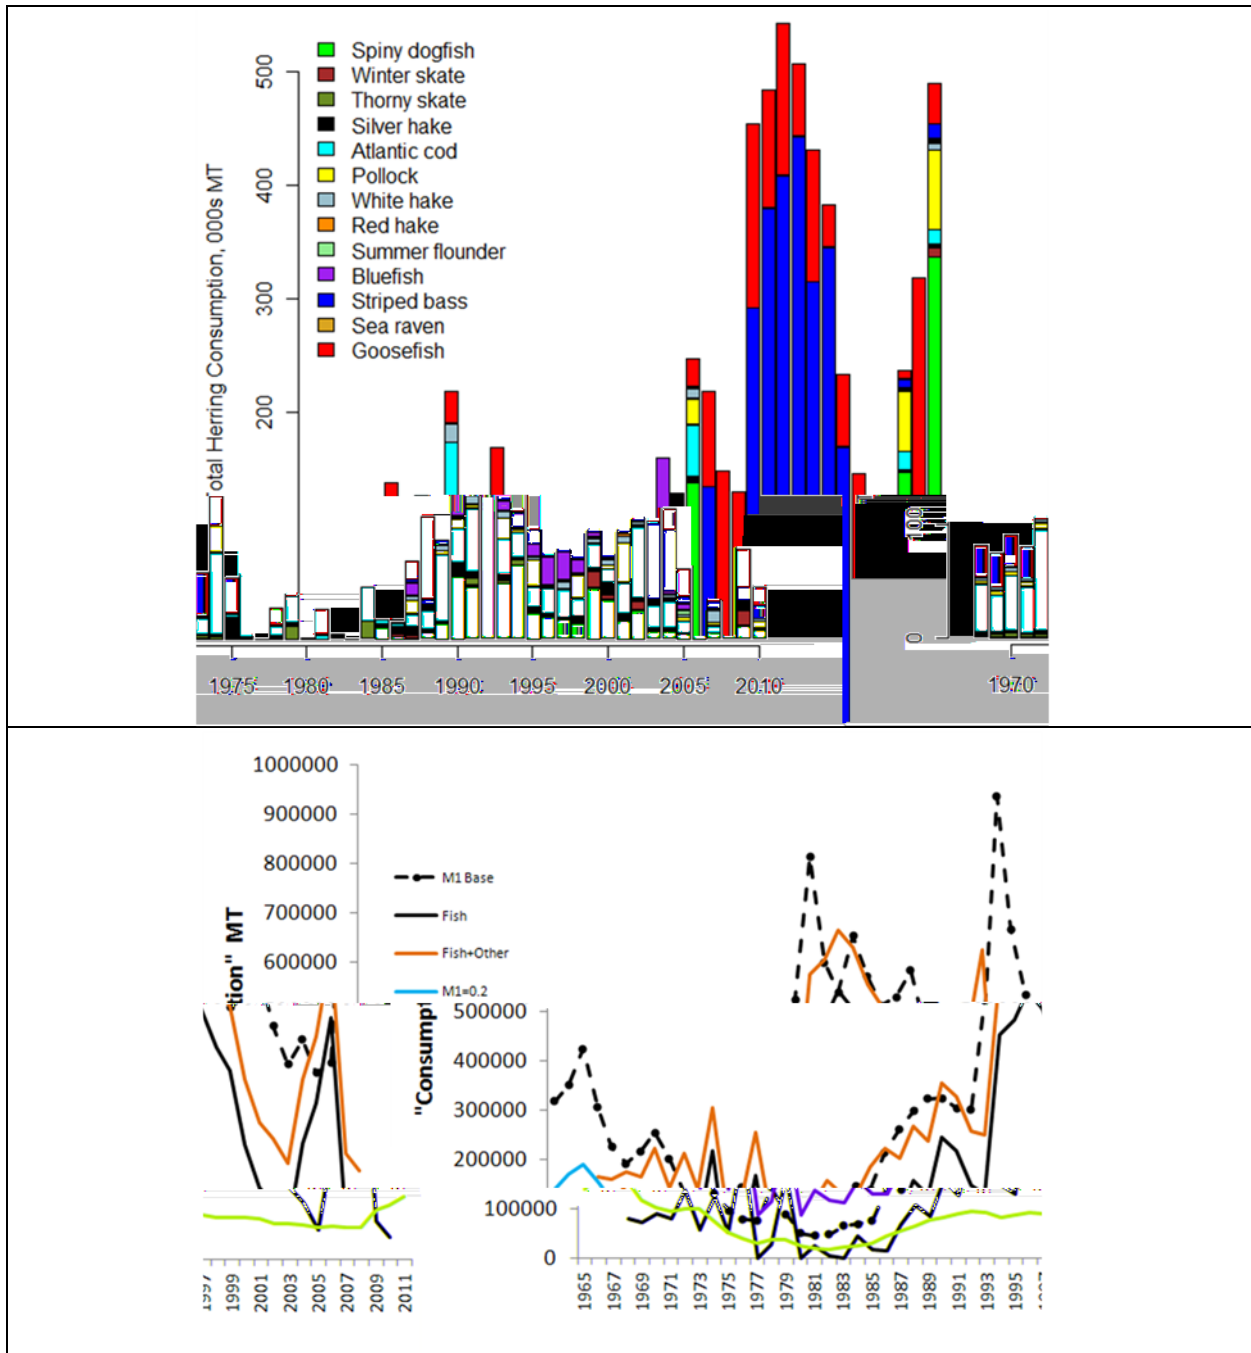 Spiny dogfish
Winter skate
Thorny skate
Silver hake
Atlantic cod
Pollock
White hake
Red hake
Summer flounder
Bluefish
Striped bass
Sea raven
Goosefish
otal Herring Consumption, 000s MT
500
400
300
200
100
0
1975 1980 1985 1990 1995 2000 2005 2010 1970
1000000
900000
800000
700000
600000
M1 Base
Fish
Fish+Other
M1=0.2
tion" MT
"Consumpt
500000
400000
300000
200000
100000
0
1997 1999 2001 2003 2005 2007 2009 2011
1965 1967 1969 1971 1973 1975 1977 1979 1981 1983 1985 1987 1989 1991 1993 1995